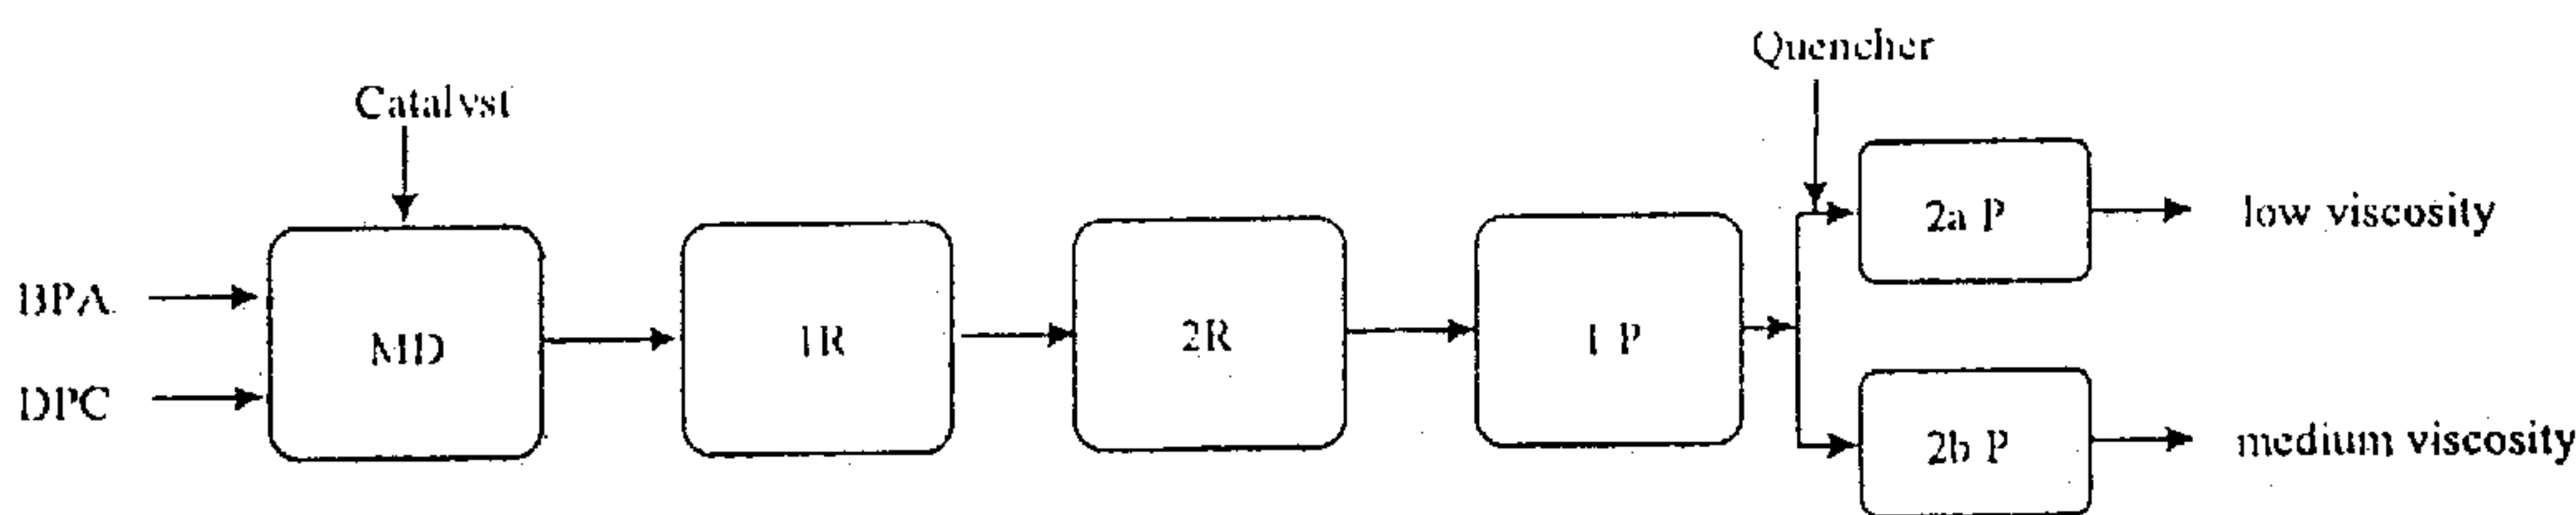 Quencher
Catalyst
2a P
low viscosity
BPA
DPC
MD
1R
2R
1 P
2b P
medium viscosity